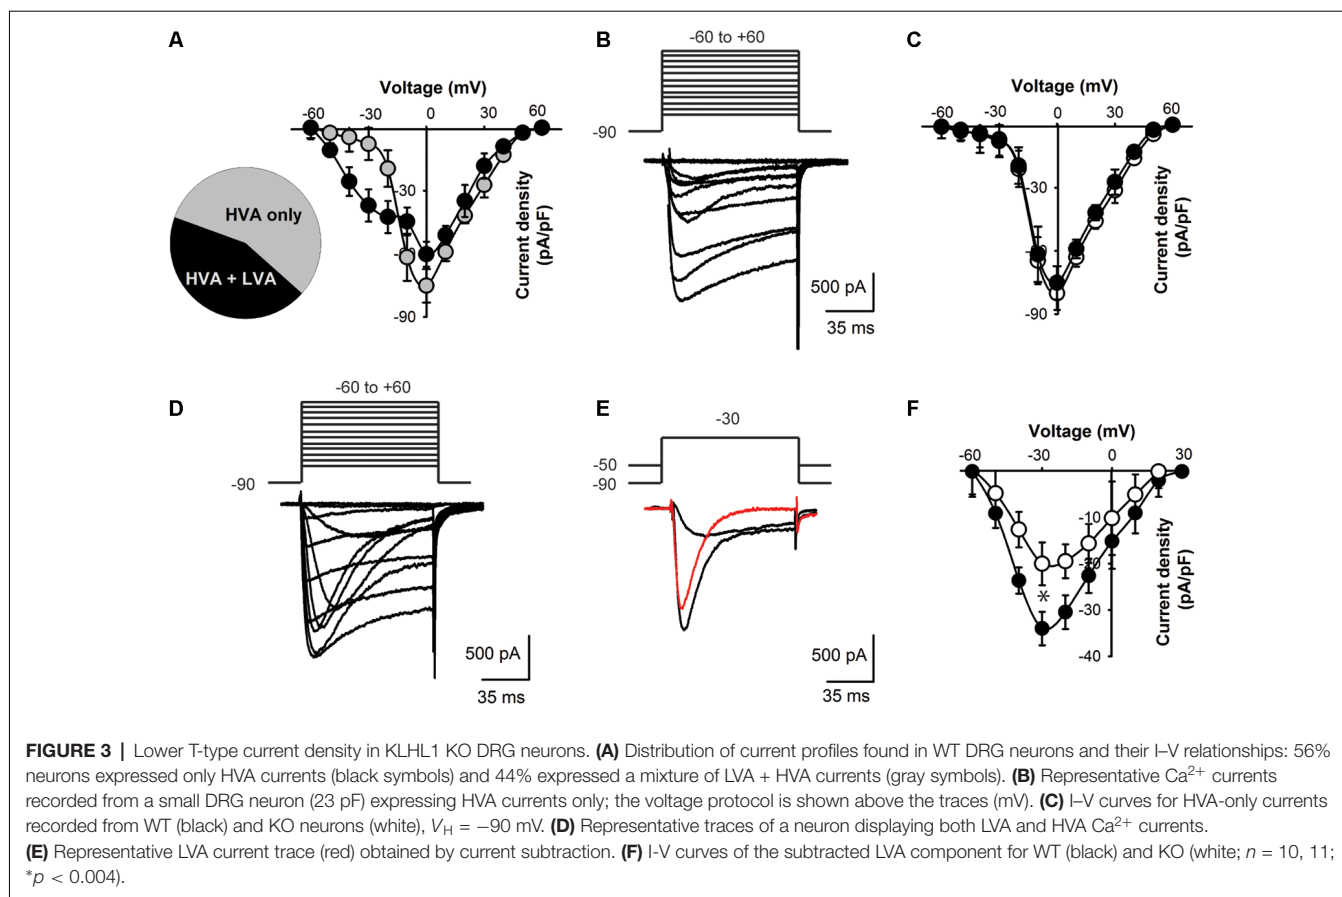 A
Voltage (mV)
-60 -30 0 30 60
-30
-90
Current density
(pA/pF)
HVA only
HVA + LVA
B
-60 to +60
-90
500 pA
35 ms
C
Voltage (mV)
-60 -30 0 30 60
-30
-90
Current density
(pA/pF)
D
-60 to +60
-90
500 pA
35 ms
E
-30
-50
-90
500 pA
35 ms
F
Voltage (mV)
-60 -30 0 30
-10
-30
-40
*
Current density
(pA/pF)
FIGURE 3 | Lower T-type current density in KLHL1 KO DRG neurons. (A) Distribution of current profiles found in WT DRG neurons and their I–V relationships: 56%
neurons expressed only HVA currents (black symbols) and 44% expressed a mixture of LVA + HVA currents (gray symbols). (B) Representative Ca²⁺ currents
recorded from a small DRG neuron (23 pF) expressing HVA currents only; the voltage protocol is shown above the traces (mV). (C) I–V curves for HVA-only currents
recorded from WT (black) and KO neurons (white), V_H = −90 mV. (D) Representative traces of a neuron displaying both LVA and HVA Ca²⁺ currents.
(E) Representative LVA current trace (red) obtained by current subtraction. (F) I-V curves of the subtracted LVA component for WT (black) and KO (white; n = 10, 11;
*p < 0.004).